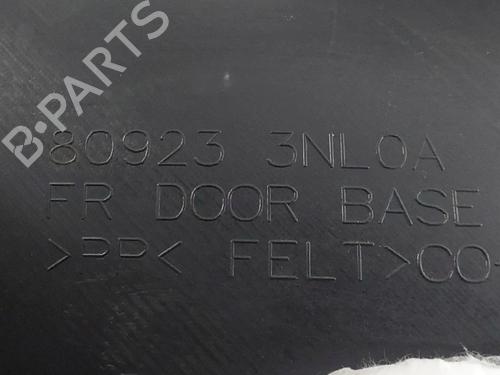 B-PARTS
80923 3NL0A
FR DOOR BASE
>PP< FELT>CO-